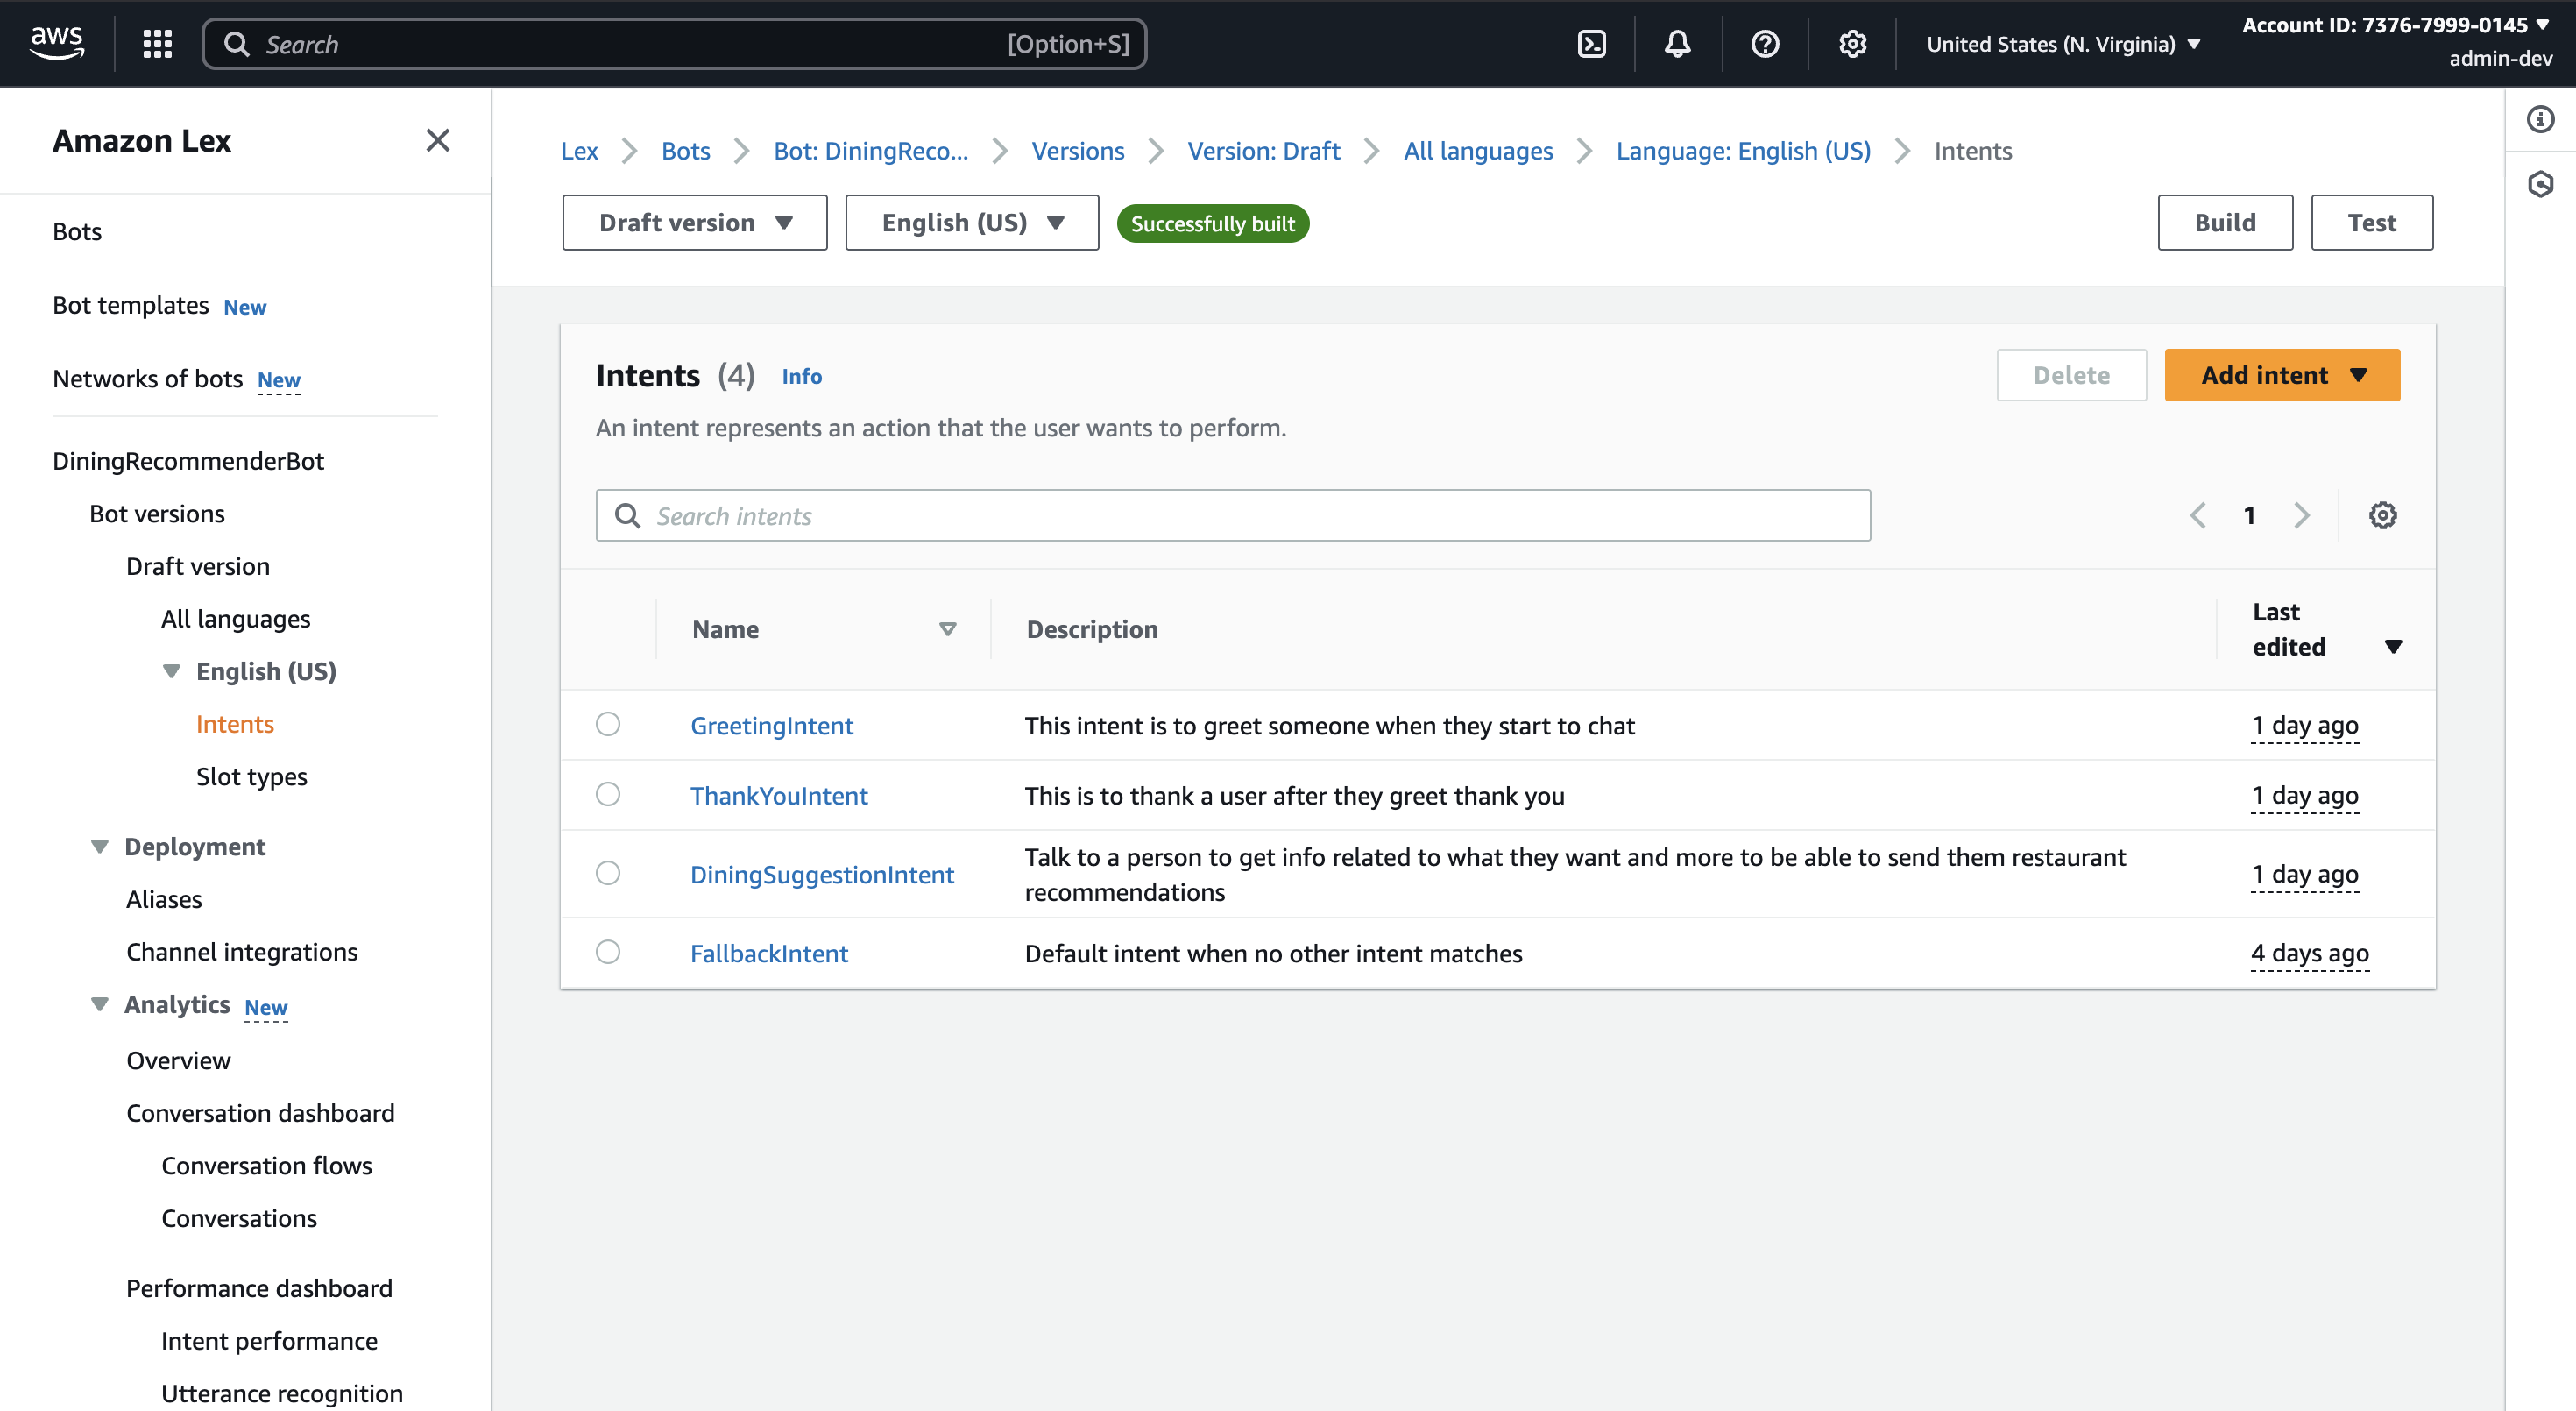 aws
Search
[Option+S]
United States (N. Virginia)
Account ID: 7376-7999-0145
admin-dev
Amazon Lex
Bots
Bot templates New
Networks of bots New
DiningRecommenderBot
Bot versions
Draft version
All languages
English (US)
Intents
Slot types
Deployment
Aliases
Channel integrations
Analytics New
Overview
Conversation dashboard
Conversation flows
Conversations
Performance dashboard
Intent performance
Utterance recognition
Lex Bots Bot: DiningReco... Versions Version: Draft All languages Language: English (US) Intents
Draft version English (US) Successfully built Build Test
Intents (4) Info Delete Add intent
An intent represents an action that the user wants to perform.
Search intents 1
Name Description Last
edited
GreetingIntent This intent is to greet someone when they start to chat 1 day ago
ThankYouIntent This is to thank a user after they greet thank you 1 day ago
DiningSuggestionIntent Talk to a person to get info related to what they want and more to be able to send them restaurant
recommendations 1 day ago
FallbackIntent Default intent when no other intent matches 4 days ago